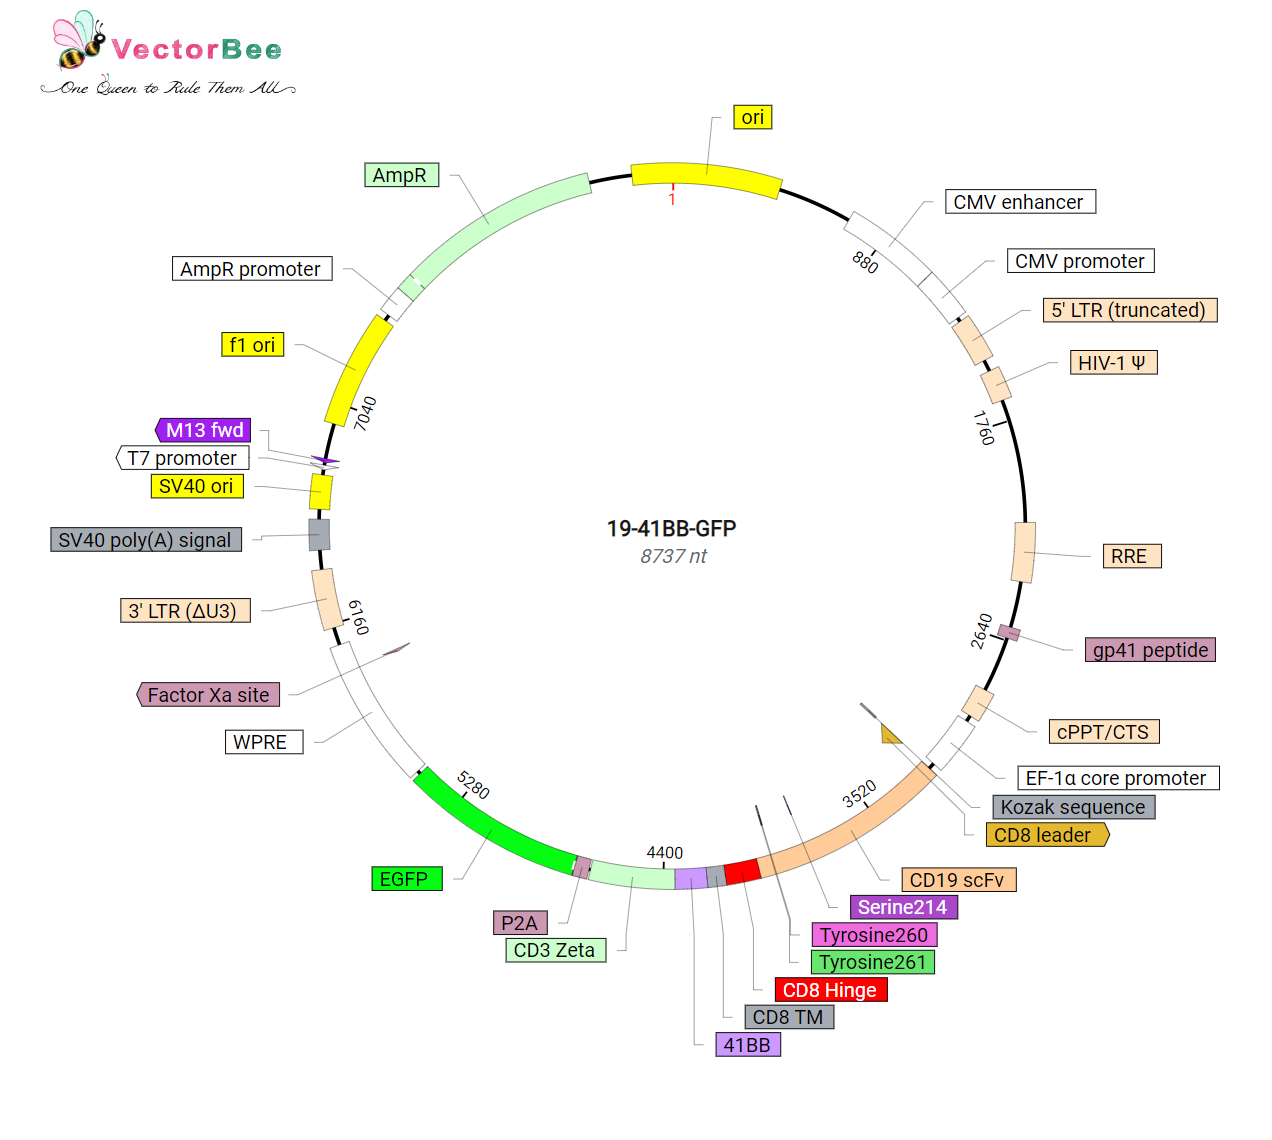 VectorBee
One Queen to Rule Them All
ori
1
AmpR
CMV enhancer
880
CMV promoter
AmpR promoter
5' LTR (truncated)
f1 ori
HIV-1 Ψ
7040
1760
M13 fwd
T7 promoter
SV40 ori
19-41BB-GFP
8737 nt
SV40 poly(A) signal
RRE
3' LTR (ΔU3)
6160
2640
gp41 peptide
Factor Xa site
WPRE
cPPT/CTS
EF-1α core promoter
5280
3520
Kozak sequence
CD8 leader
4400
EGFP
CD19 scFv
Serine214
P2A
Tyrosine260
CD3 Zeta
Tyrosine261
CD8 Hinge
CD8 TM
41BB